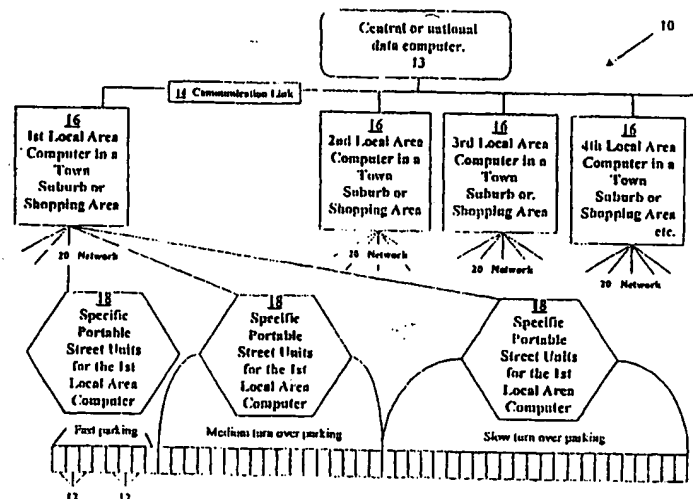 Central or national
data computer.
13
10
14 Communication Link
16
1st Local Area
Computer in a
Town
Suburb or
Shopping Area
16
2nd Local Area
Computer in a
Town
Suburb or
Shopping Area
16
3rd Local Area
Computer in a
Town
Suburb or.
Shopping Area
16
4th Local Area
Computer in a
Town
Suburb or
Shopping Area
etc.
20 Network
20 Network
20 Network
20 Network
18
Specific
Portable
Street Units
for the 1st
Local Area
Computer
18
Specific
Portable
Street Units
for the 1st
Local Area
Computer
18
Specific
Portable
Street Units
for the 1st
Local Area
Computer
Fast parking
Medium turn over parking
Slow turn over parking
12
12